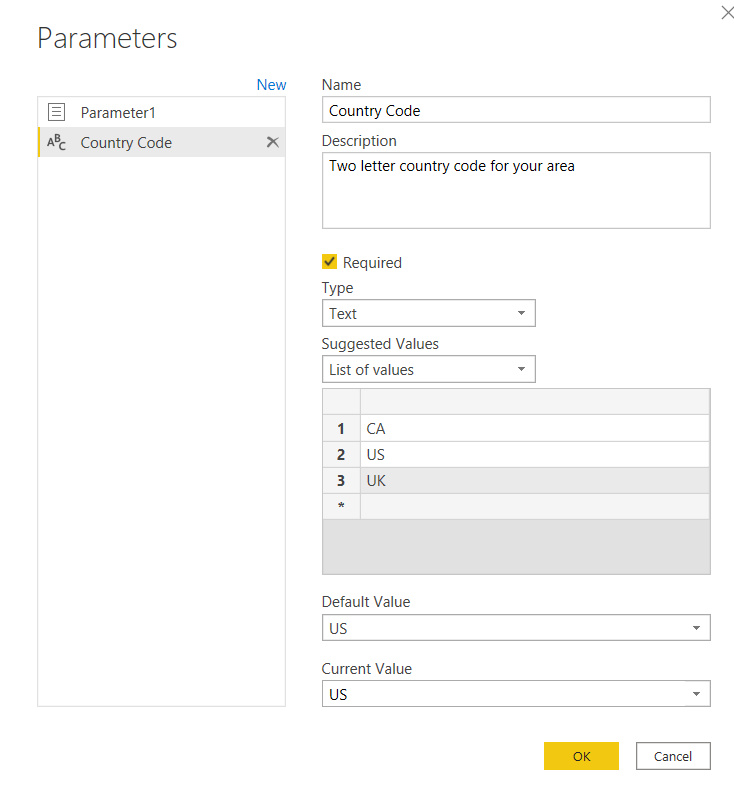 Parameters
New
Parameter1
ABC Country Code
Name
Country Code
Description
Two letter country code for your area
Required
Type
Text
Suggested Values
List of values
1 CA
2 US
3 UK
*
Default Value
US
Current Value
US
OK Cancel